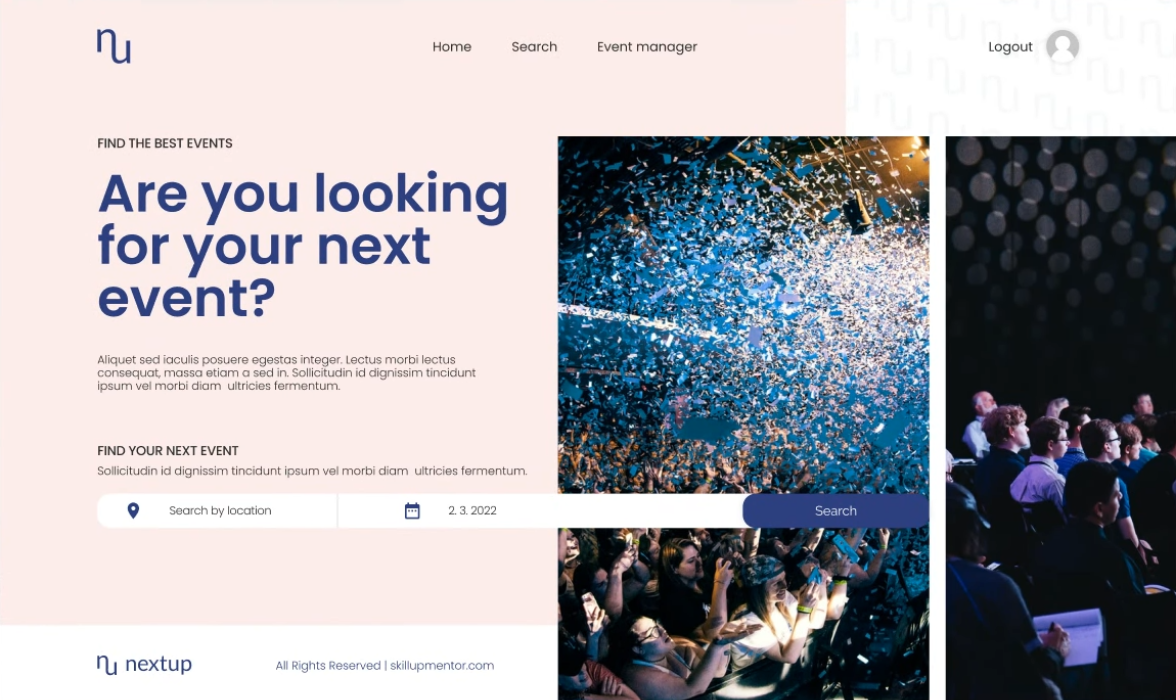 nu
Home
Search
Event manager
Logout
FIND THE BEST EVENTS
Are you looking
for your next
event?
Aliquet sed iaculis posuere egestas integer. Lectus morbi lectus
consequat, massa etiam a sed in. Sollicitudin id dignissim tincidunt
ipsum vel morbi diam  ultricies fermentum.
FIND YOUR NEXT EVENT
Sollicitudin id dignissim tincidunt ipsum vel morbi diam  ultricies fermentum.
Search by location
2. 3. 2022
Search
nu nextup
All Rights Reserved | skillupmentor.com